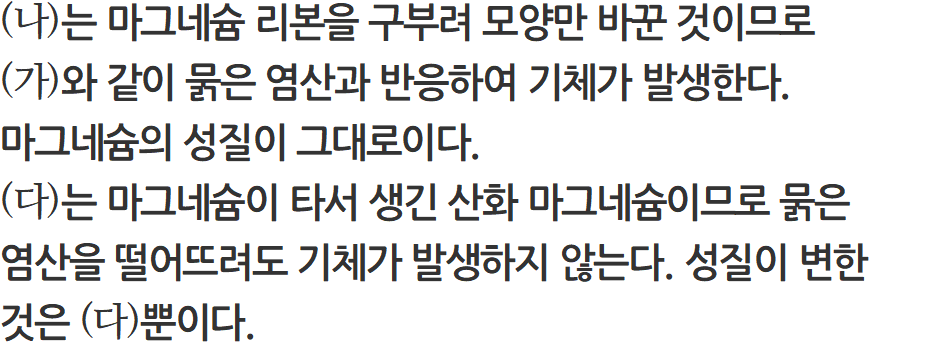 (나)는 마그네슘 리본을 구부려 모양만 바꾼 것이므로
(가)와 같이 묽은 염산과 반응하여 기체가 발생한다.
마그네슘의 성질이 그대로이다.
(다)는 마그네슘이 타서 생긴 산화 마그네슘이므로 묽은
염산을 떨어뜨려도 기체가 발생하지 않는다. 성질이 변한
것은 (다)뿐이다.